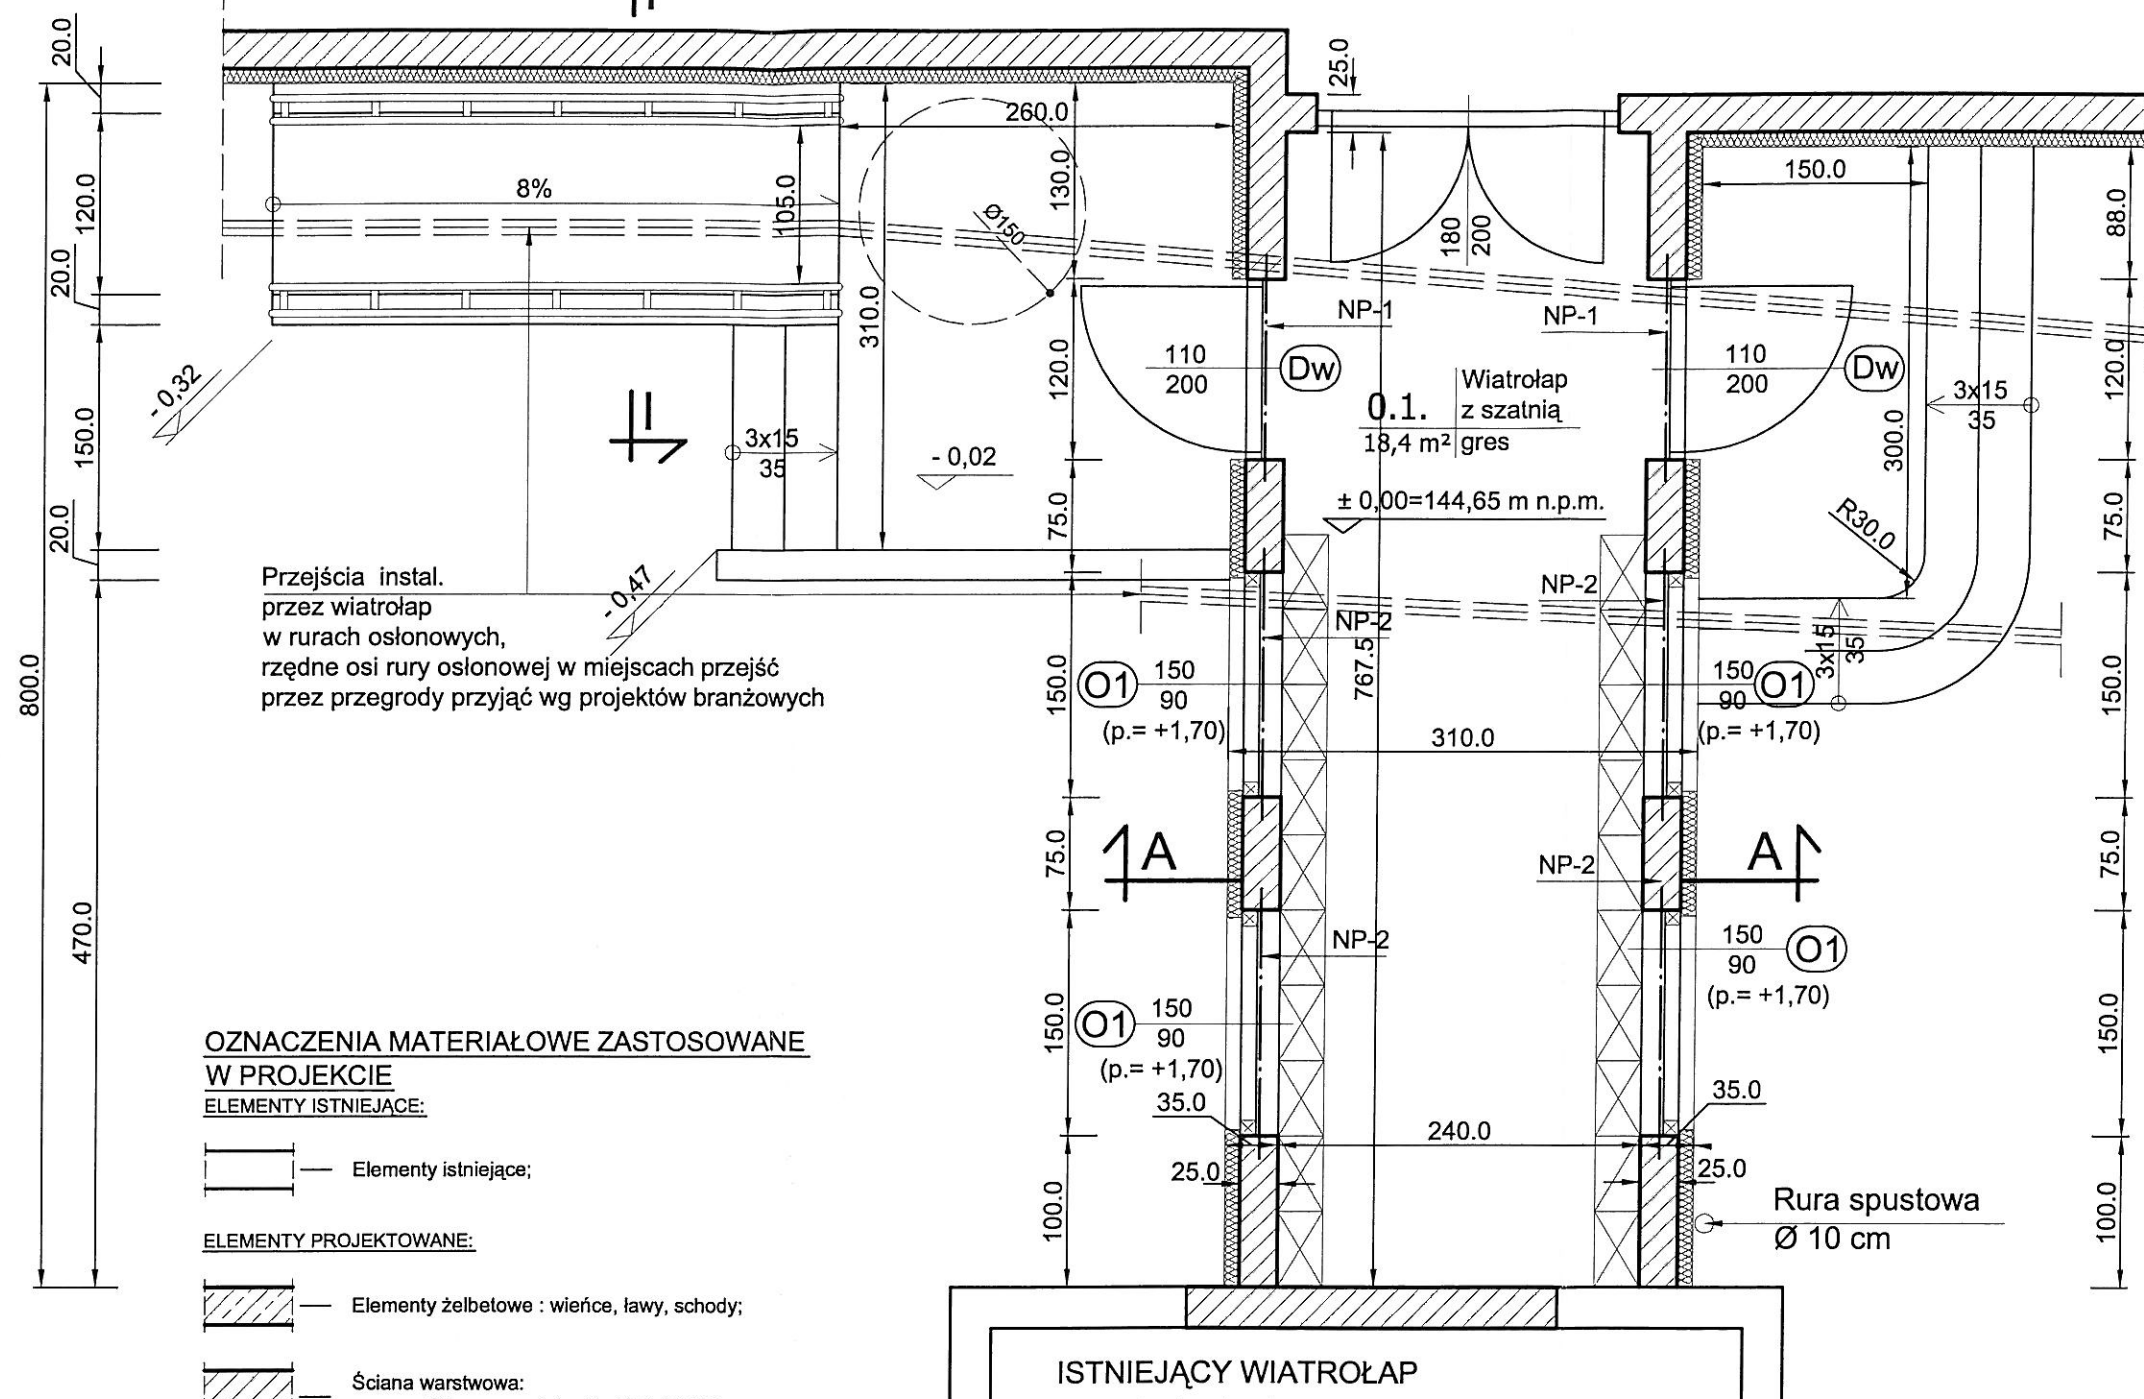 20.0
25.0
260.0
130.0
150.0
8%
105.0
120.0
Ø150
180
200
88.0
20.0
310.0
NP-1
NP-1
- 0,32
120.0
110
200
Dw
0.1.
18,4 m²
Wiatrołap
z szatnią
gres
110
200
Dw
3x15
35
120.0
300.0
150.0
I
3x15
35
- 0,02
75.0
± 0,00=144,65 m n.p.m.
R30.0
75.0
20.0
- 0,47
Przejścia instal.
przez wiatrołap
w rurach osłonowych,
rzędne osi rury osłonowej w miejscach przejść
przez przegrody przyjąć wg projektów branżowych
NP-2
NP-2
767.5
3x15
35
800.0
150.0
O1
150
90
(p.= +1,70)
150
90
O1
(p.= +1,70)
150.0
310.0
75.0
A
A
75.0
NP-2
470.0
NP-2
150
90
O1
(p.= +1,70)
150.0
O1
150
90
(p.= +1,70)
150.0
35.0
35.0
240.0
25.0
25.0
100.0
100.0
Rura spustowa
Ø 10 cm
OZNACZENIA MATERIAŁOWE ZASTOSOWANE
W PROJEKCIE
ELEMENTY ISTNIEJĄCE:
Elementy istniejące;
ELEMENTY PROJEKTOWANE:
Elementy żelbetowe : wieńce, ławy, schody;
Ściana warstwowa:
ISTNIEJĄCY WIATROŁAP